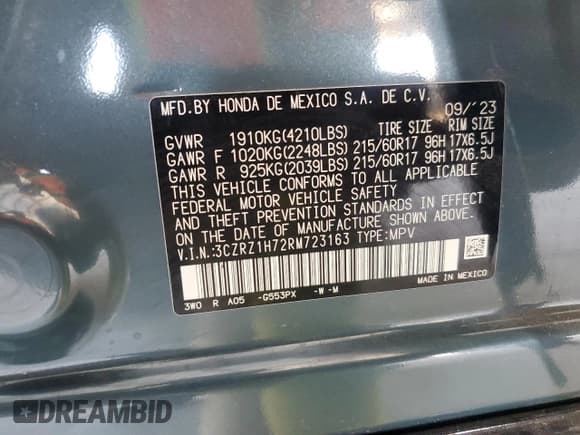 MFD. BY HONDA DE MEXICO S.A. DE C.V. 09/´23
GVWR 1910KG(4210LBS) TIRE SIZE RIM SIZE
GAWR F 1020KG(2248LBS) 215/60R17 96H 17X6.5J
GAWR R 925KG(2039LBS) 215/60R17 96H 17X6.5J
THIS VEHICLE CONFORMS TO ALL APPLICABLE
FEDERAL MOTOR VEHICLE SAFETY
AND THEFT PREVENTION STANDARDS IN EFFECT
ON THE DATE OF MANUFACTURE SHOWN ABOVE.
V.I.N.:3CZRZ1H72RM723163 TYPE:MPV
3W0 R A05 -G553PX -W -M MADE IN MEXICO
DREAMBID